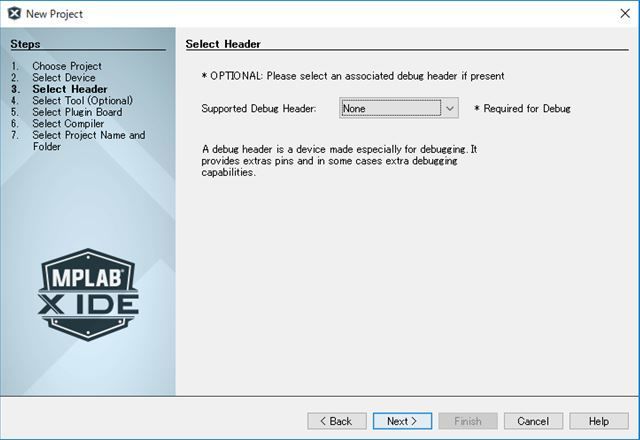 New Project
Steps
1. Choose Project
2. Select Device
3. Select Header
4. Select Tool (Optional)
5. Select Plugin Board
6. Select Compiler
7. Select Project Name and
Folder
MPLAB®
X IDE
Select Header
* OPTIONAL: Please select an associated debug header if present
Supported Debug Header: None * Required for Debug
A debug header is a device made especially for debugging. It
provides extras pins and in some cases extra debugging
capabilities.
< Back Next > Finish Cancel Help